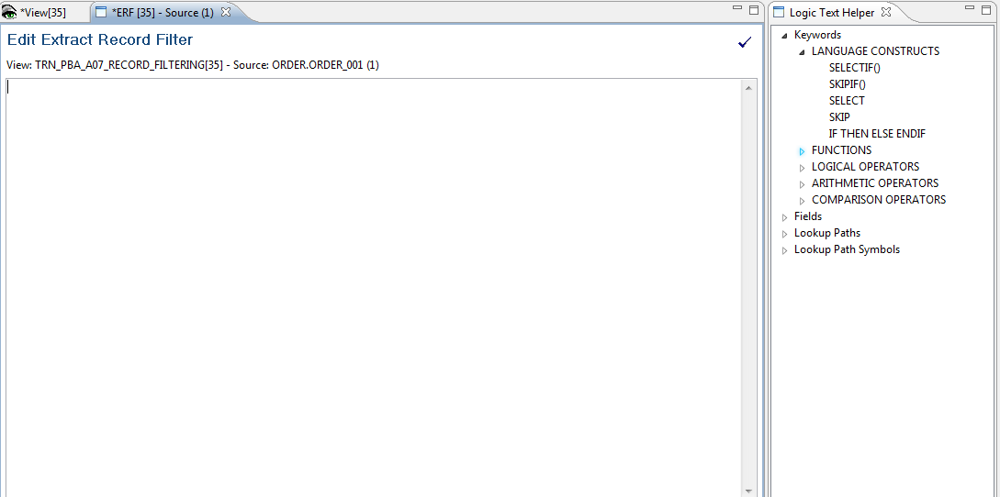 *View[35]
*ERF [35] - Source (1)
Edit Extract Record Filter
View: TRN_PBA_A07_RECORD_FILTERING[35] - Source: ORDER.ORDER_001 (1)
Logic Text Helper
Keywords
LANGUAGE CONSTRUCTS
SELECTIF()
SKIPIF()
SELECT
SKIP
IF THEN ELSE ENDIF
FUNCTIONS
LOGICAL OPERATORS
ARITHMETIC OPERATORS
COMPARISON OPERATORS
Fields
Lookup Paths
Lookup Path Symbols